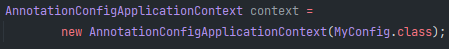 AnnotationConfigApplicationContext context =
new AnnotationConfigApplicationContext(MyConfig.class);